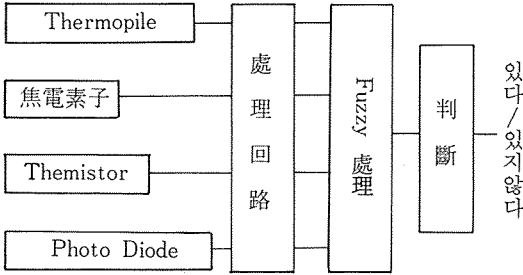 Thermopile
焦電素子
Themistor
Photo Diode
處理回路
Fuzzy 處理
判斷
있다/있지않다